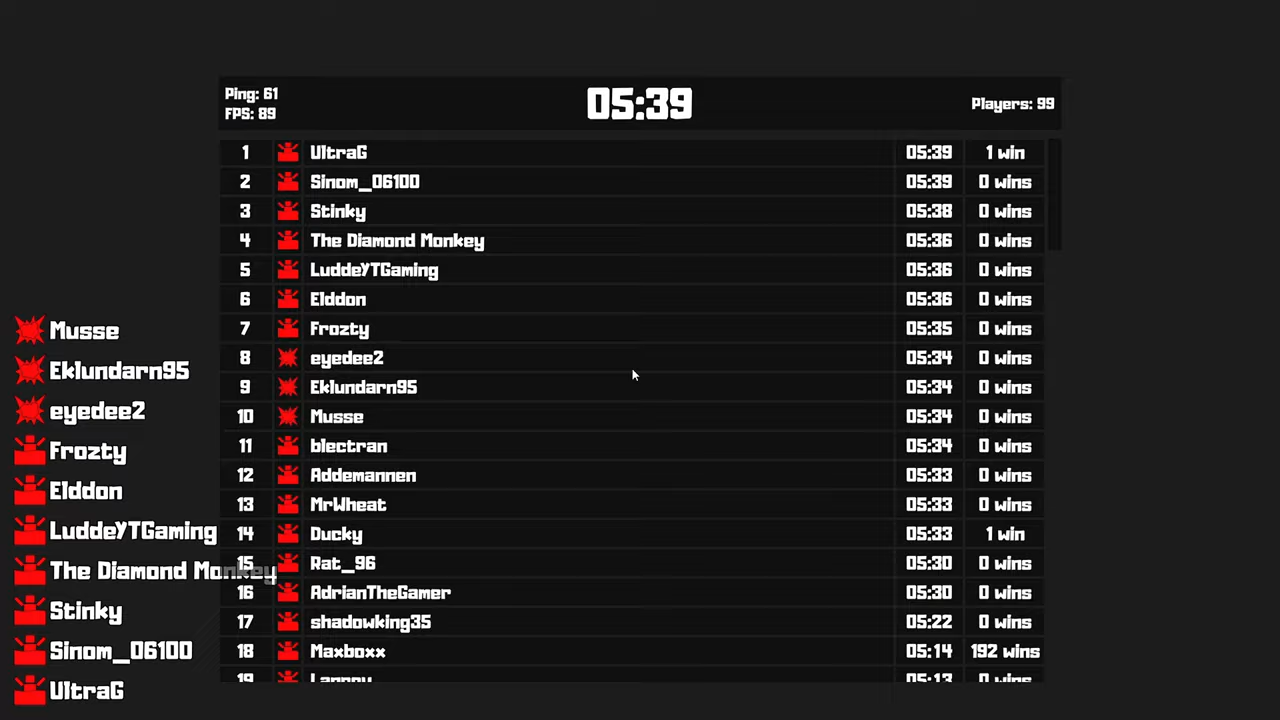 Ping: 61
FPS: 89
05:39
Players: 99
1 UltraG 05:39 1 win
2 Sinom_06100 05:39 0 wins
3 Stinky 05:38 0 wins
4 The Diamond Monkey 05:36 0 wins
5 LuddeYTGaming 05:36 0 wins
6 Elddon 05:36 0 wins
7 Frozty 05:35 0 wins
8 eyedee2 05:34 0 wins
9 Eklundarn95 05:34 0 wins
10 Musse 05:34 0 wins
11 blectran 05:34 0 wins
12 Addemannen 05:33 0 wins
13 MrWheat 05:33 0 wins
14 Ducky 05:33 1 win
15 Rat_96 05:30 0 wins
16 AdrianTheGamer 05:30 0 wins
17 shadowking35 05:22 0 wins
18 Maxboxx 05:14 192 wins
19 05:13 0 wins
Musse
Eklundarn95
eyedee2
Frozty
Elddon
LuddeYTGaming
The Diamond Monkey
Stinky
Sinom_06100
UltraG